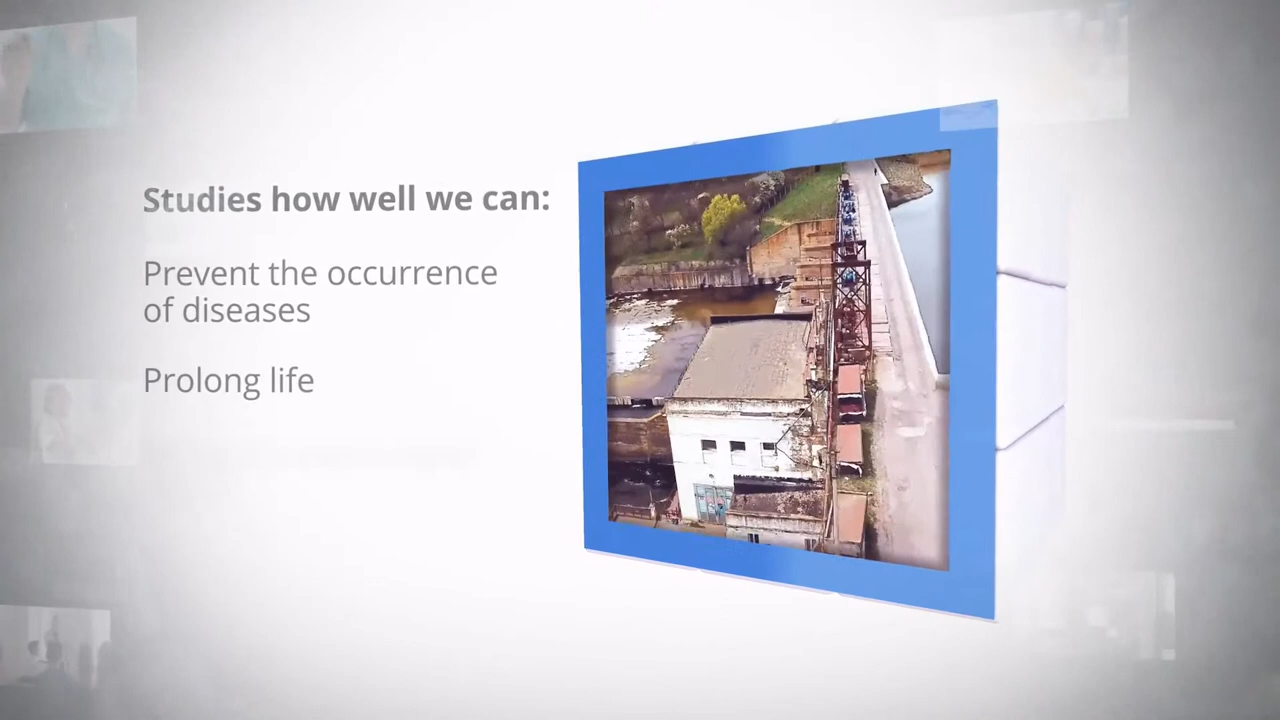 Studies how well we can:
Prevent the occurrence
of diseases
Prolong life